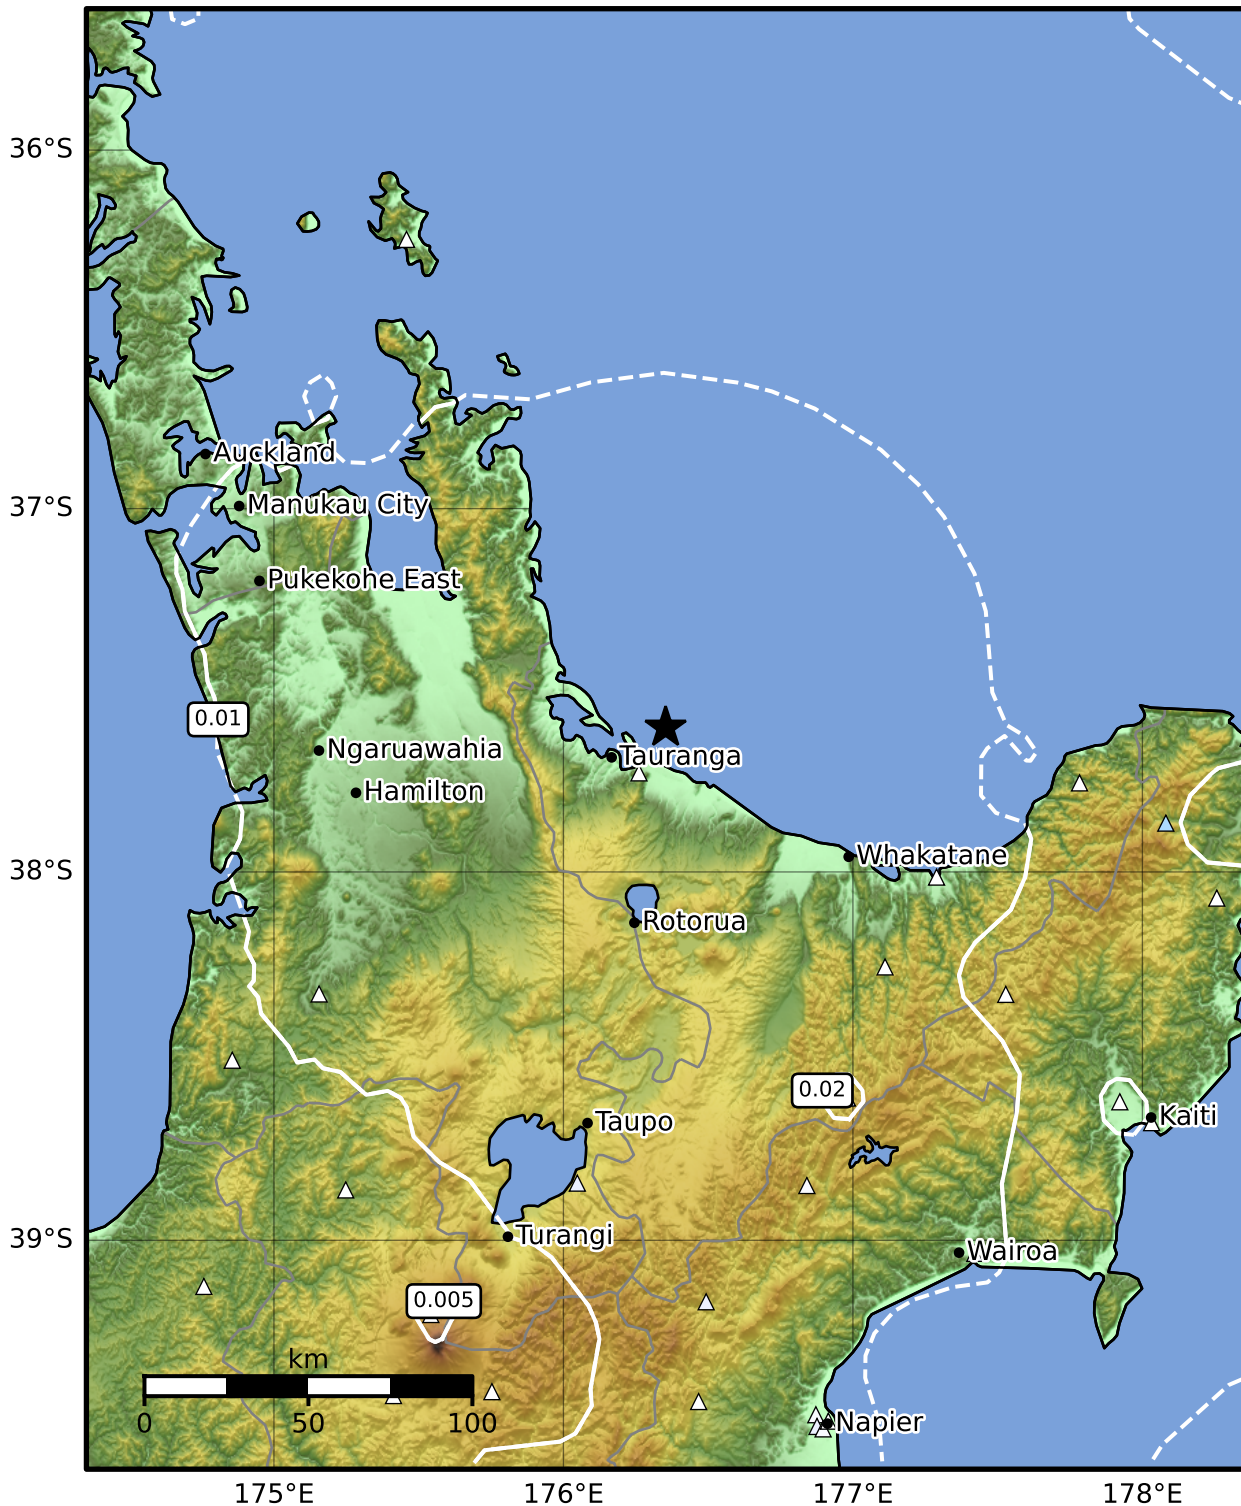 36°S
Auckland
Manukau City
37°S
Pukekohe East
0.01
Ngaruawahia
Tauranga
Hamilton
Whakatane
38°S
Rotorua
0.02
Taupo
Kaiti
Turangi
39°S
Wairoa
0.005
km
0 50 100
Napier
175°E 176°E 177°E 178°E